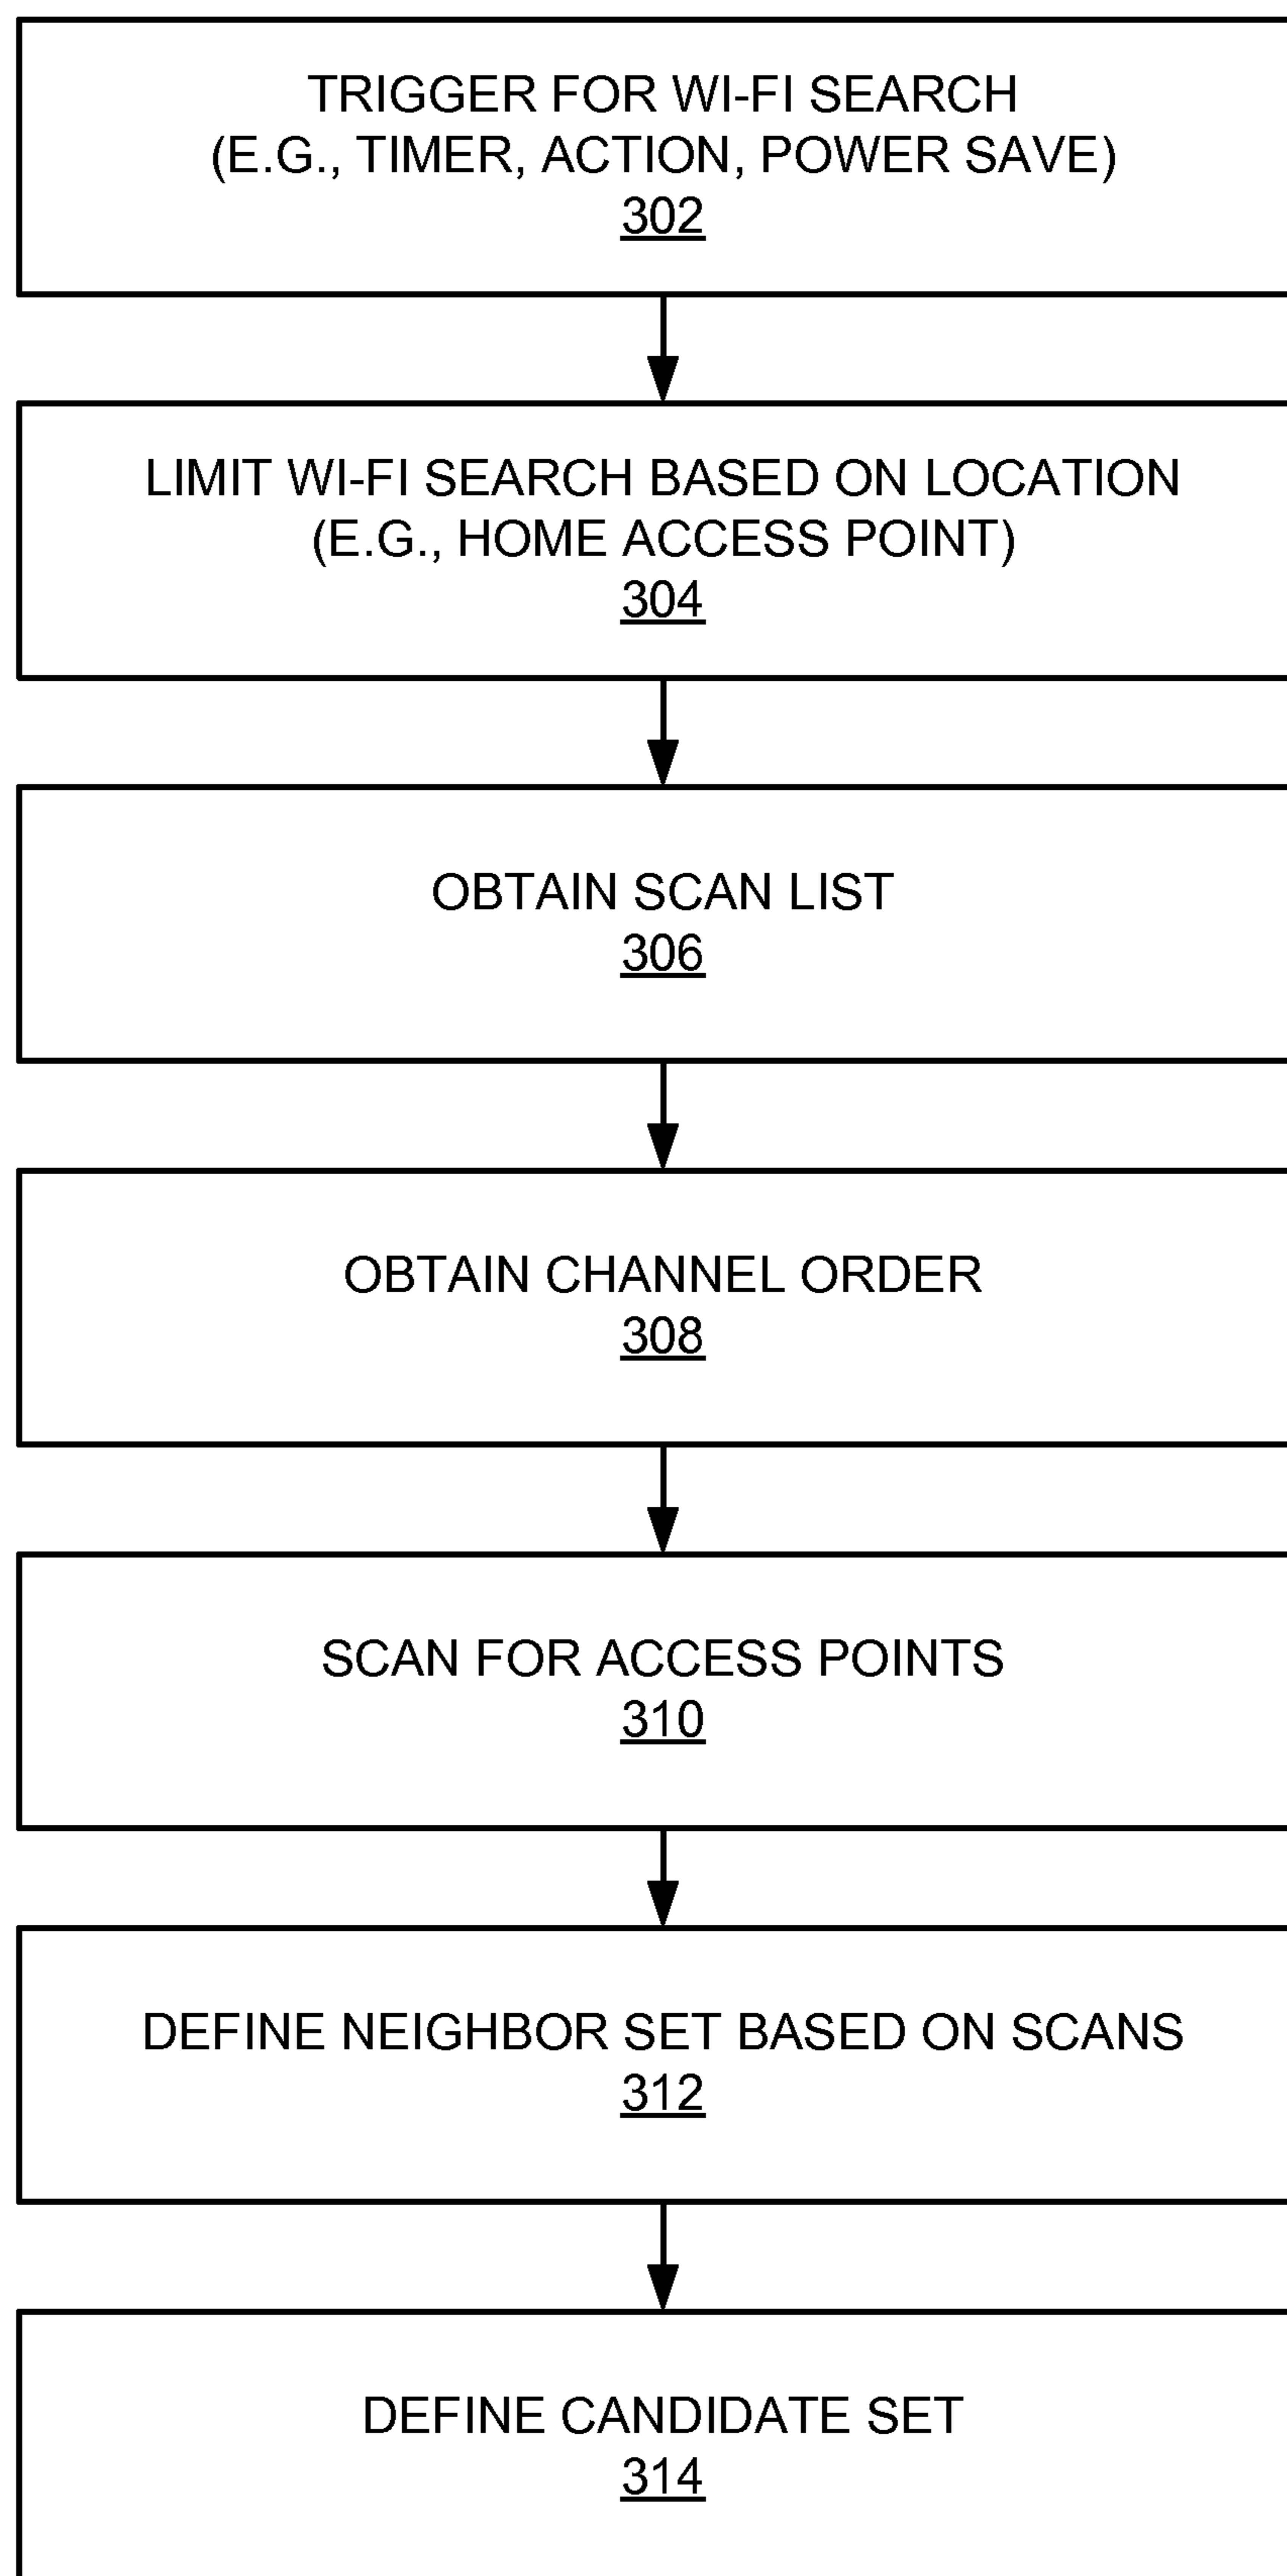 TRIGGER FOR WI-FI SEARCH
(E.G., TIMER, ACTION, POWER SAVE)
302
LIMIT WI-FI SEARCH BASED ON LOCATION
(E.G., HOME ACCESS POINT)
304
OBTAIN SCAN LIST
306
OBTAIN CHANNEL ORDER
308
SCAN FOR ACCESS POINTS
310
DEFINE NEIGHBOR SET BASED ON SCANS
312
DEFINE CANDIDATE SET
314